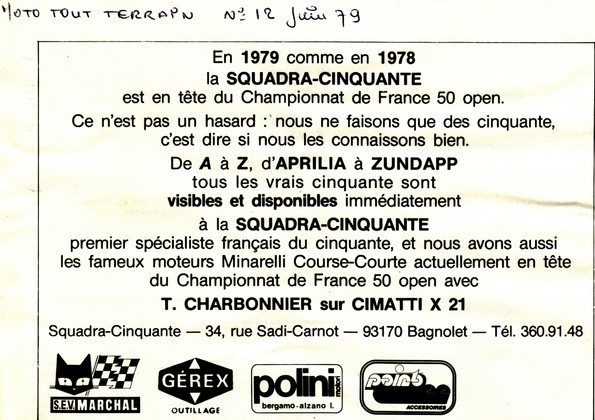 MOTO TOUT TERRAIN N° 12 Juin 79
En 1979 comme en 1978
la SQUADRA-CINQUANTE
est en tête du Championnat de France 50 open.
Ce n'est pas un hasard : nous ne faisons que des cinquante,
c'est dire si nous les connaissons bien.
De A à Z, d'APRILIA à ZUNDAPP
tous les vrais cinquante sont
visibles et disponibles immédiatement
à la SQUADRA-CINQUANTE
premier spécialiste français du cinquante, et nous avons aussi
les fameux moteurs Minarelli Course-Courte actuellement en tête
du Championnat de France 50 open avec
T. CHARBONNIER sur CIMATTI X 21
Squadra-Cinquante — 34, rue Sadi-Carnot — 93170 Bagnolet — Tél. 360.91.48
S.E.V. MARCHAL
GÉREX
OUTILLAGE
polini
motori
bergamo-alzano l.
point
ACCESSOIRES